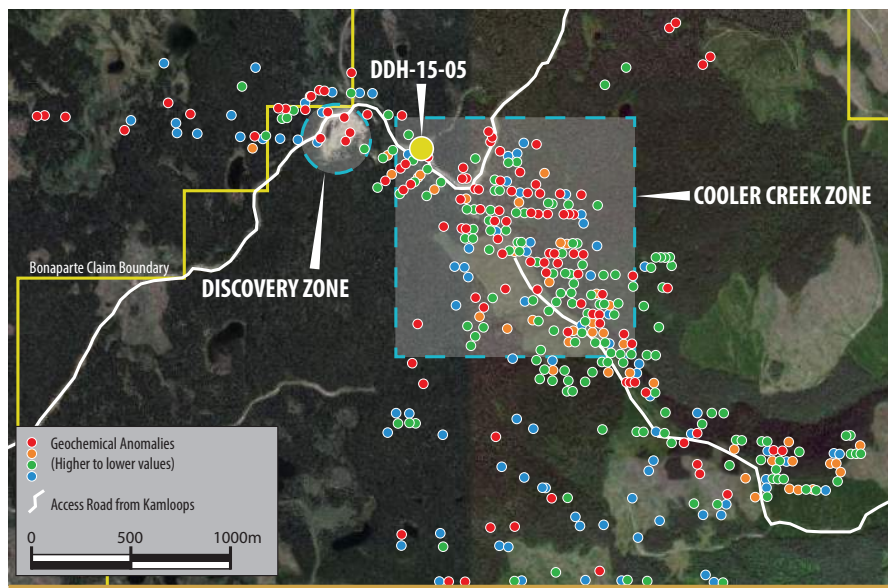 DDH-15-05
COOLER CREEK ZONE
Bonaparte Claim Boundary
DISCOVERY ZONE
Geochemical Anomalies
(Higher to lower values)
Access Road from Kamloops
0 500 1000m